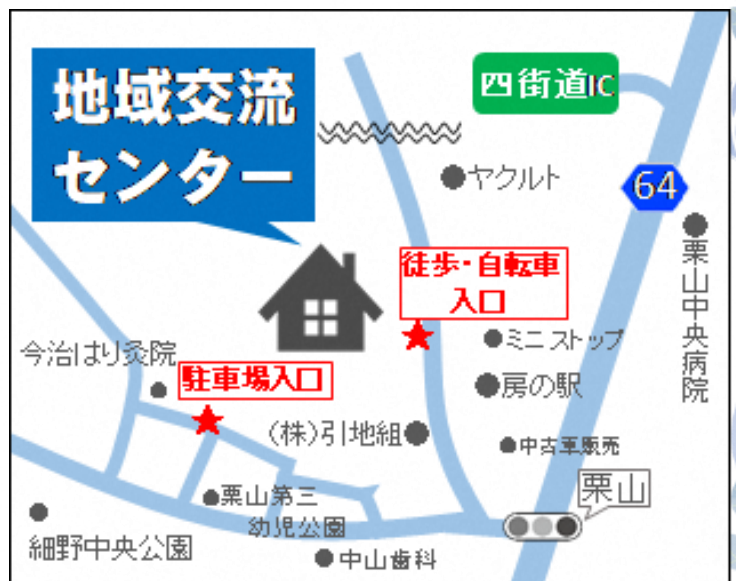 地域交流
センター
四街道IC
ヤクルト
64
栗山中央病院
徒歩・自転車
入口
ミニストップ
今治はり灸院
駐車場入口
房の駅
(株)引地組
中古車販売
栗山
栗山第三
幼児公園
細野中央公園
中山歯科